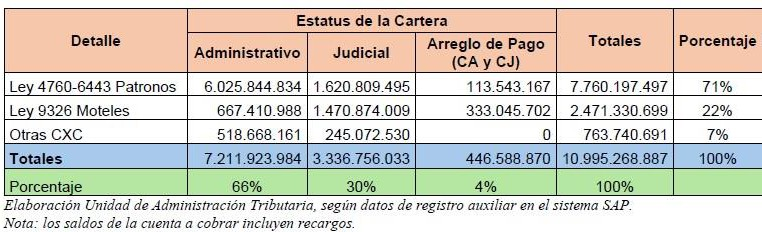 Detalle Estatus de la Cartera Totales Porcentaje
Administrativo Judicial Arreglo de Pago (CA y CJ)
Ley 4760-6443 Patronos 6.025.844.834 1.620.809.495 113.543.167 7.760.197.497 71%
Ley 9326 Moteles 667.410.988 1.470.874.009 333.045.702 2.471.330.699 22%
Otras CXC 518.668.161 245.072.530 0 763.740.691 7%
Totales 7.211.923.984 3.336.756.033 446.588.870 10.995.268.887 100%
Porcentaje 66% 30% 4% 100%
Elaboración Unidad de Administración Tributaria, según datos de registro auxiliar en el sistema SAP.
Nota: los saldos de la cuenta a cobrar incluyen recargos.